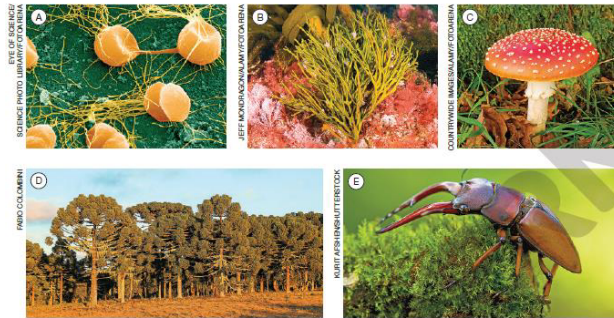 EYE OF SCIENCE/
SCIENCE PHOTO LIBRARY/FOTOARENA
A
JEFF MONDRAGON/ALAMY/FOTOARENA
B
COUNTRYWIDE IMAGES/ALAMY/FOTOARENA
C
FABIO COLOMBINI
D
KURIT AFSHEN/SHUTTERSTOCK
E